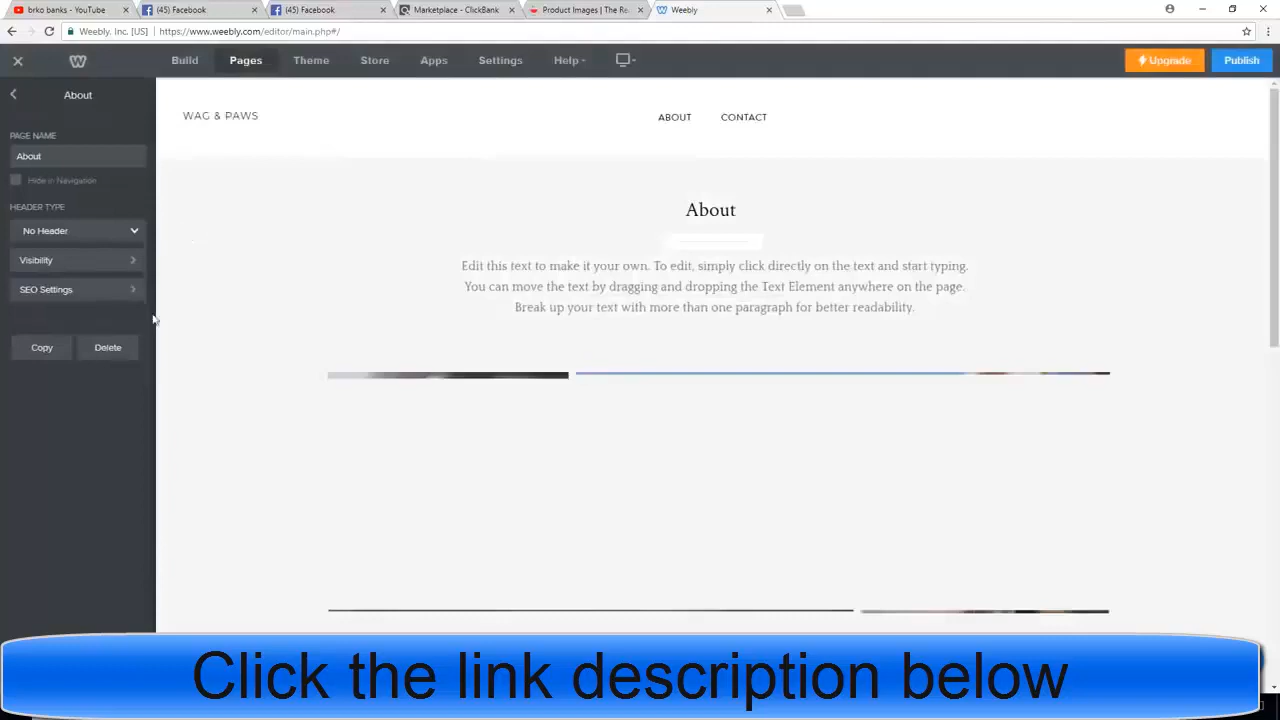 brko banks - YouTube
(45) Facebook
(45) Facebook
Marketplace - ClickBank
Product Images | The Re
Weebly
Weebly, Inc. [US] | https://www.weebly.com/editor/main.php#/
Build
Pages
Theme
Store
Apps
Settings
Help
Upgrade
Publish
About
PAGE NAME
About
Hide in Navigation
HEADER TYPE
No Header
Visibility
SEO Settings
Copy
Delete
WAG & PAWS
ABOUT
CONTACT
About
Edit this text to make it your own. To edit, simply click directly on the text and start typing.
You can move the text by dragging and dropping the Text Element anywhere on the page.
Break up your text with more than one paragraph for better readability.
Click the link description below